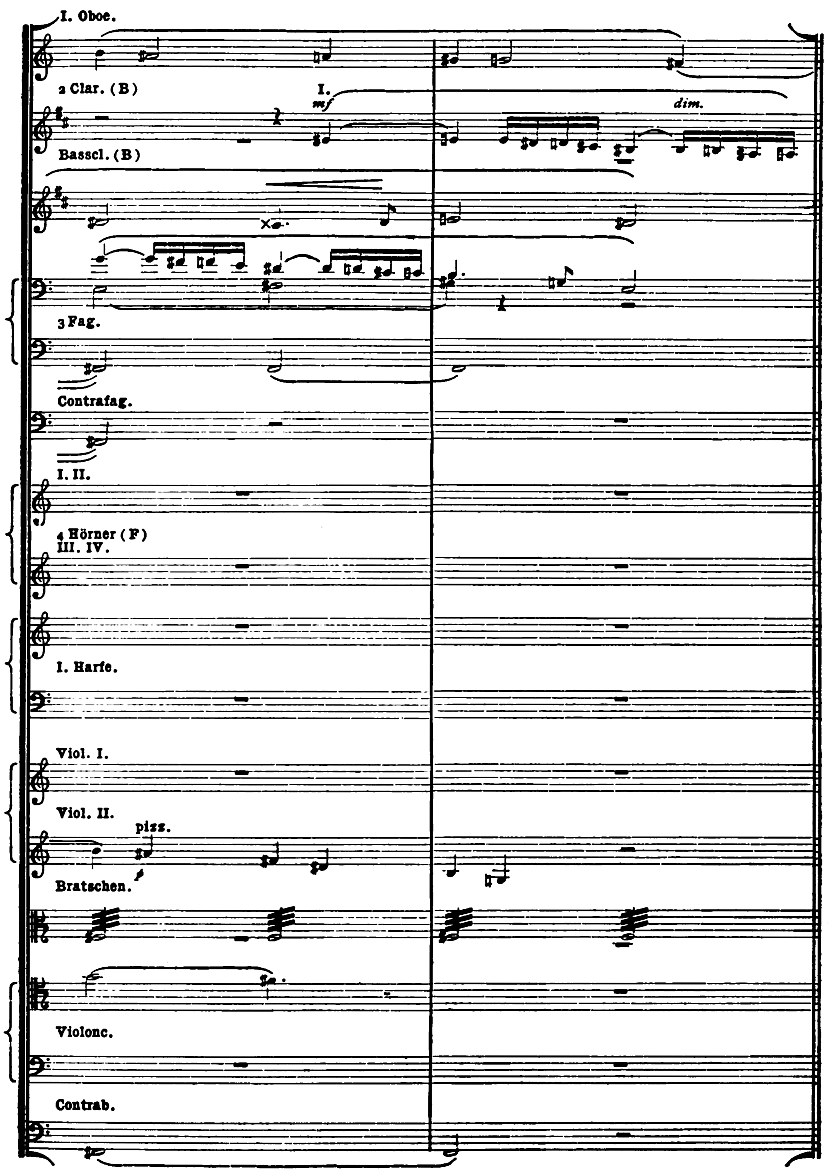 I. Oboe.
2 Clar. (B)
I.
mf
dim.
Basscl. (B)
3 Fag.
Contrafag.
I. II.
4 Hörner (F)
III. IV.
I. Harfe.
Viol. I.
Viol. II.
pizz.
p
Bratschen.
Violonc.
Contrab.